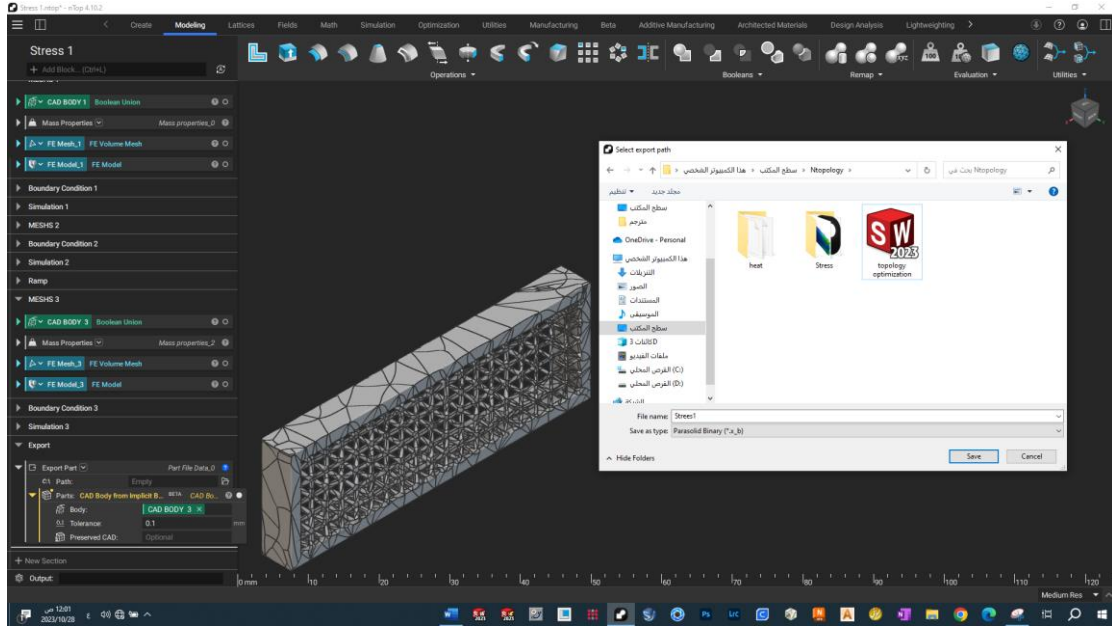 Stress 1.ntop* - nTop 4.10.2
Create Modeling Lattices Fields Math Simulation Optimization Utilities Manufacturing Beta Additive Manufacturing Architected Materials Design Analysis Lightweighting
Stress 1
+ Add Block... (Ctrl+L)
Operations
Booleans
Remap
Evaluation
Utilities
CAD BODY 1 Boolean Union
Mass Properties Mass properties_0
FE Mesh_1 FE Volume Mesh
FE Model_1 FE Model
Boundary Condition 1
Simulation 1
MESHS 2
Boundary Condition 2
Simulation 2
Ramp
MESHS 3
CAD BODY 3 Boolean Union
Mass Properties Mass properties_2
FE Mesh_3 FE Volume Mesh
FE Model_3 FE Model
Boundary Condition 3
Simulation 3
Export
Export Part Part File Data_0
Path: Empty
Parts: CAD Body from Implicit B... BETA CAD Bo...
Body: CAD BODY 3
Tolerance: 0.1 mm
Preserved CAD: Optional
+ New Section
Output:
Select export path
هذا الكمبيوتر الشخصي > سطح المكتب > Ntopology
بحث في Ntopology
تنظيم
مجلد جديد
سطح المكتب
مترجم
OneDrive - Personal
هذا الكمبيوتر الشخصي
التنزيلات
الصور
المستندات
الموسيقى
سطح المكتب
ملفات الفيديو
القرص المحلي (C:)
القرص المحلي (D:)
heat
Stress
SW
2023
topology
optimization
File name: Strees1
Save as type: Parasolid Binary (*.x_b)
Hide Folders
Save
Cancel
0 mm 10 20 30 40 50 60 70 80 90 100 110 120
Medium Res
12:01 ص
2023/10/28
ع